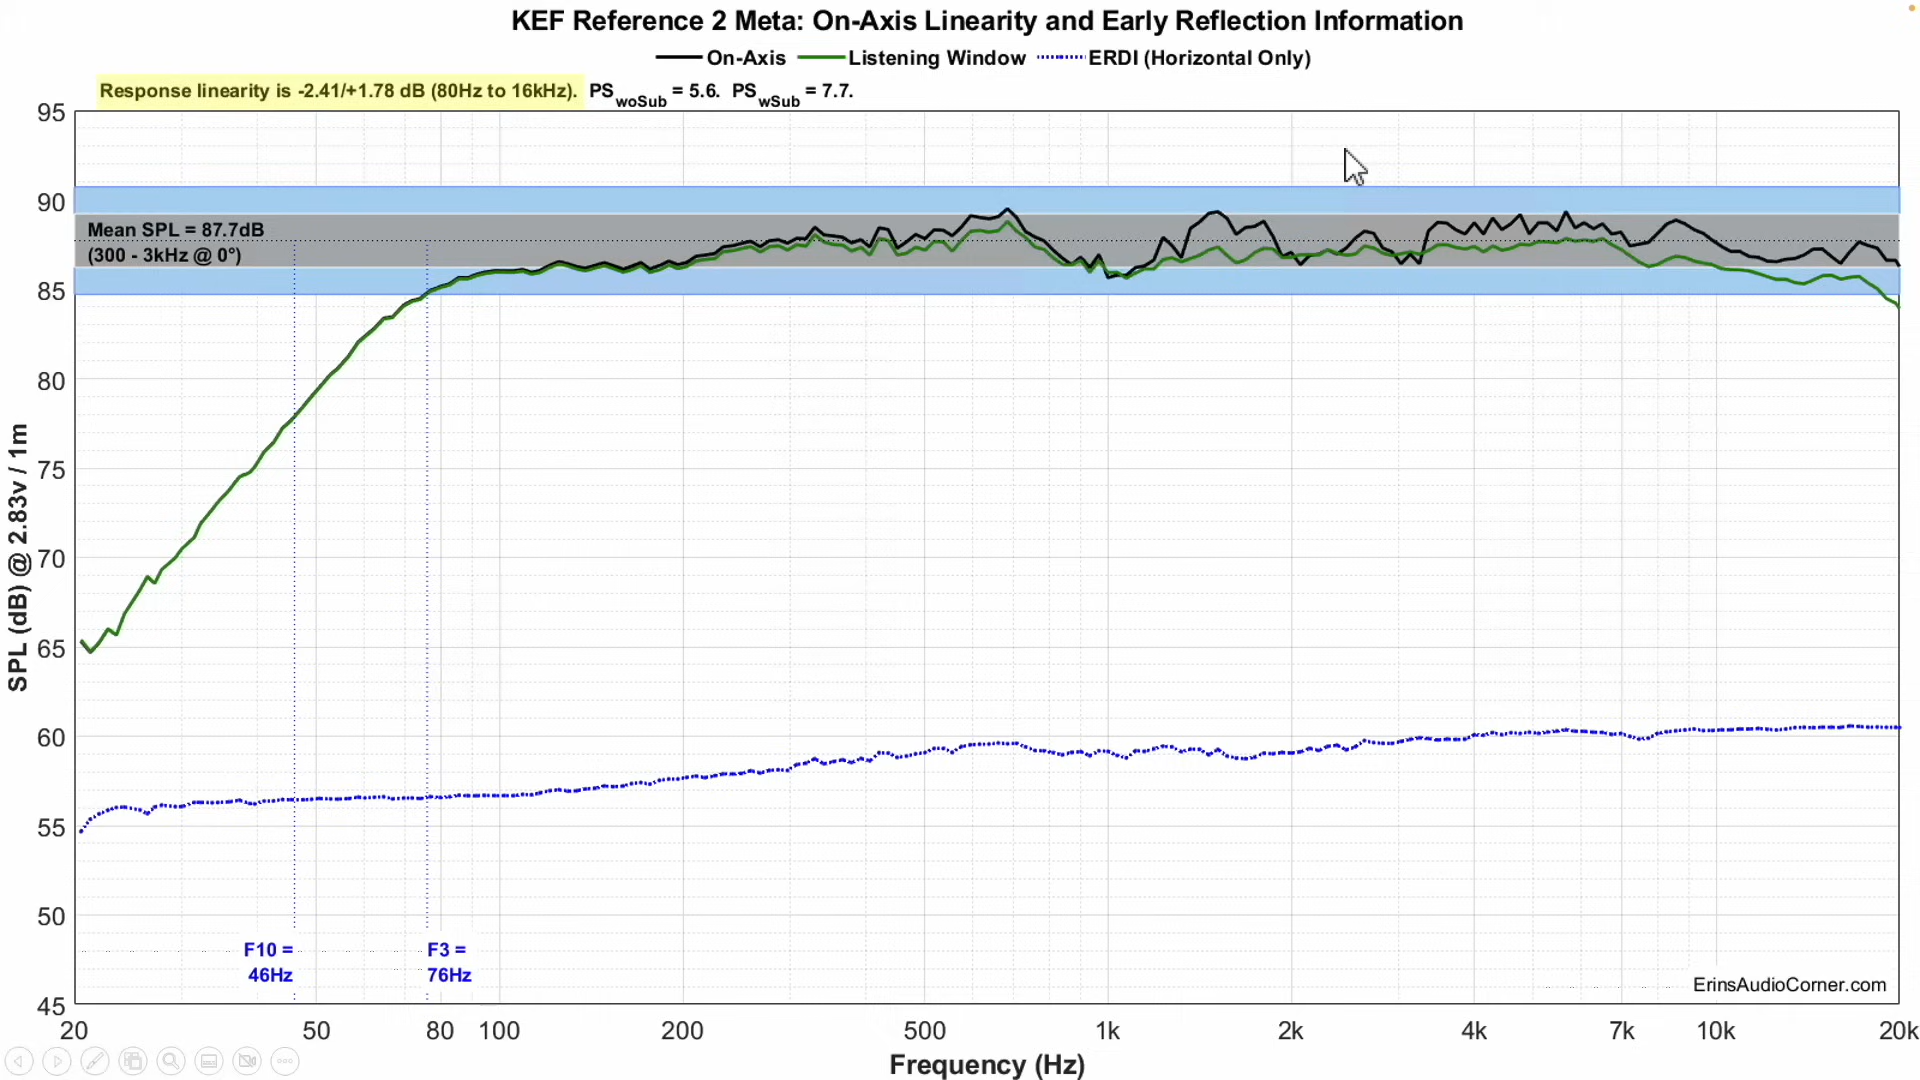 KEF Reference 2 Meta: On-Axis Linearity and Early Reflection Information
On-Axis Listening Window ERDI (Horizontal Only)
Response linearity is -2.41/+1.78 dB (80Hz to 16kHz). PSwoSub = 5.6. PSwSub = 7.7.
95
90
Mean SPL = 87.7dB
(300 - 3kHz @ 0°)
85
80
75
70
65
60
55
50
45
SPL (dB) @ 2.83v / 1m
F10 =
46Hz
F3 =
76Hz
ErinsAudioCorner.com
20 50 80 100 200 500 1k 2k 4k 7k 10k 20k
Frequency (Hz)